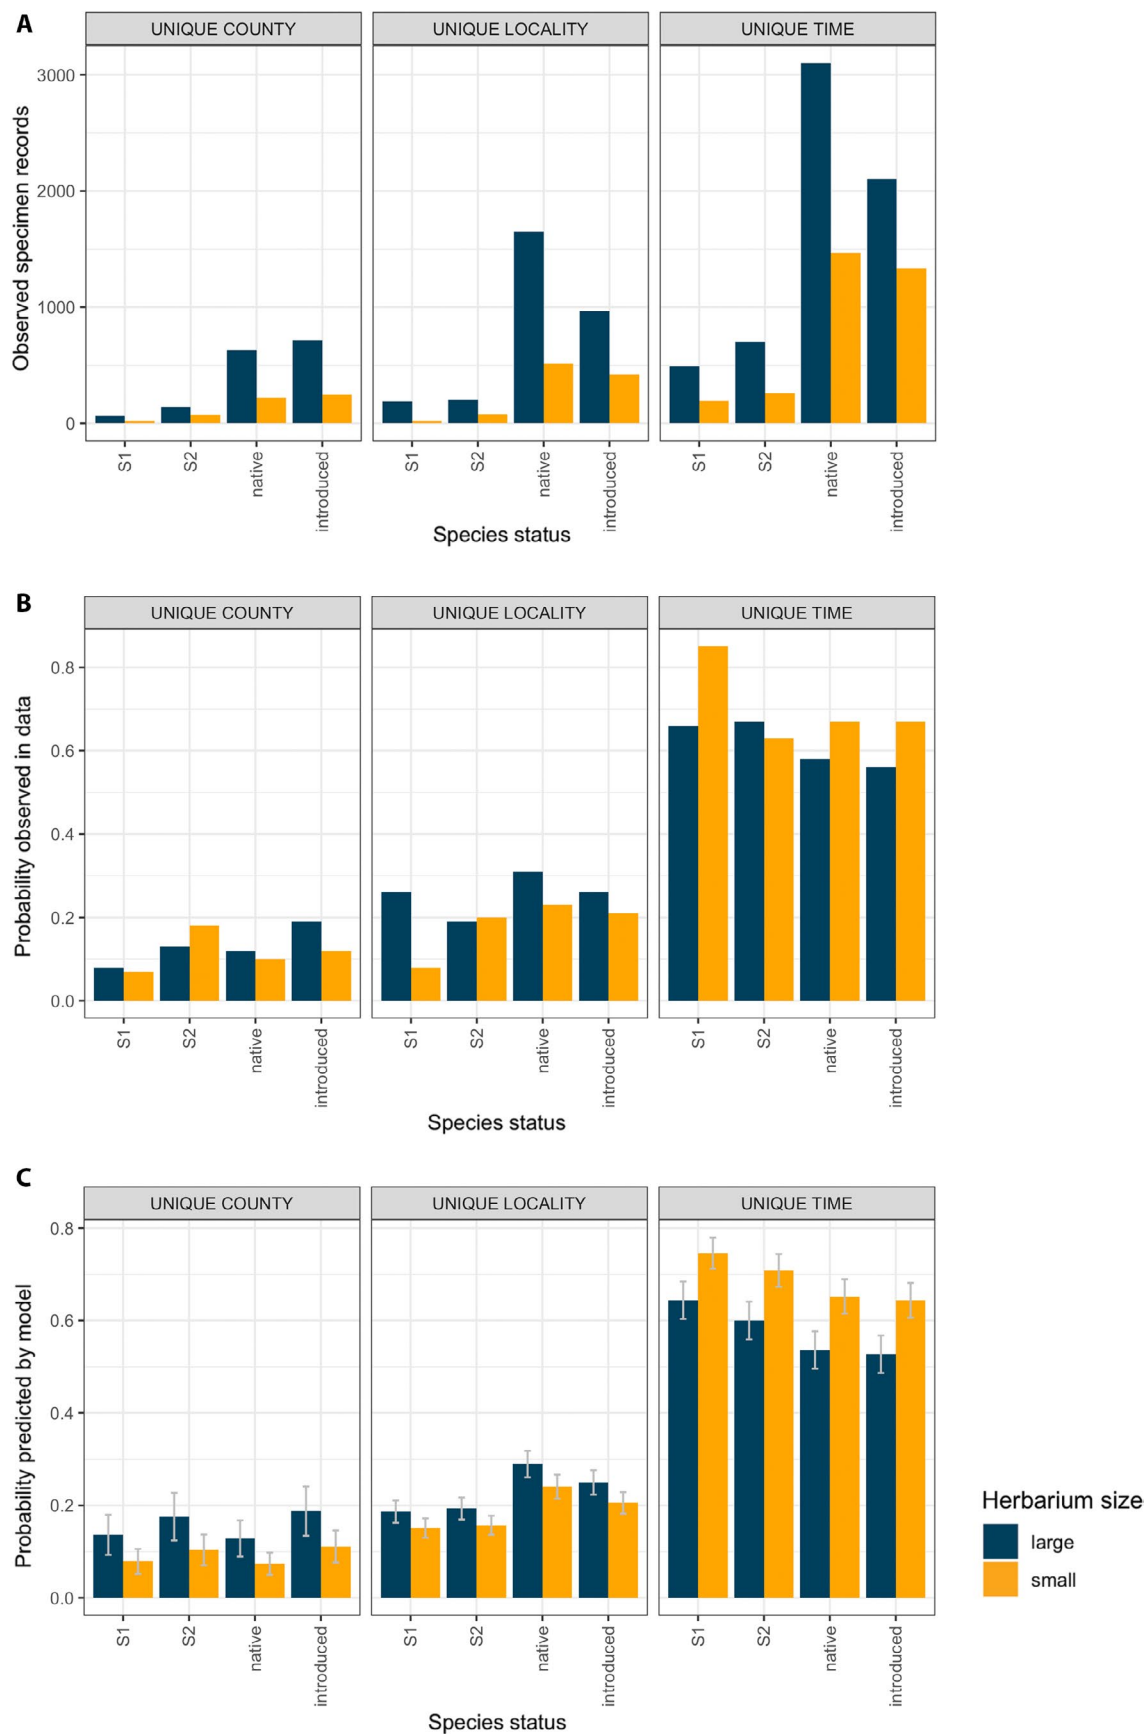 A
UNIQUE COUNTY UNIQUE LOCALITY UNIQUE TIME
Observed specimen records
3000
2000
1000
0
S1 S2 native introduced S1 S2 native introduced S1 S2 native introduced
Species status
B
UNIQUE COUNTY UNIQUE LOCALITY UNIQUE TIME
Probability observed in data
0.8
0.6
0.4
0.2
0.0
S1 S2 native introduced S1 S2 native introduced S1 S2 native introduced
Species status
C
UNIQUE COUNTY UNIQUE LOCALITY UNIQUE TIME
Probability predicted by model
0.8
0.6
0.4
0.2
0.0
S1 S2 native introduced S1 S2 native introduced S1 S2 native introduced
Species status
Herbarium size
large
small